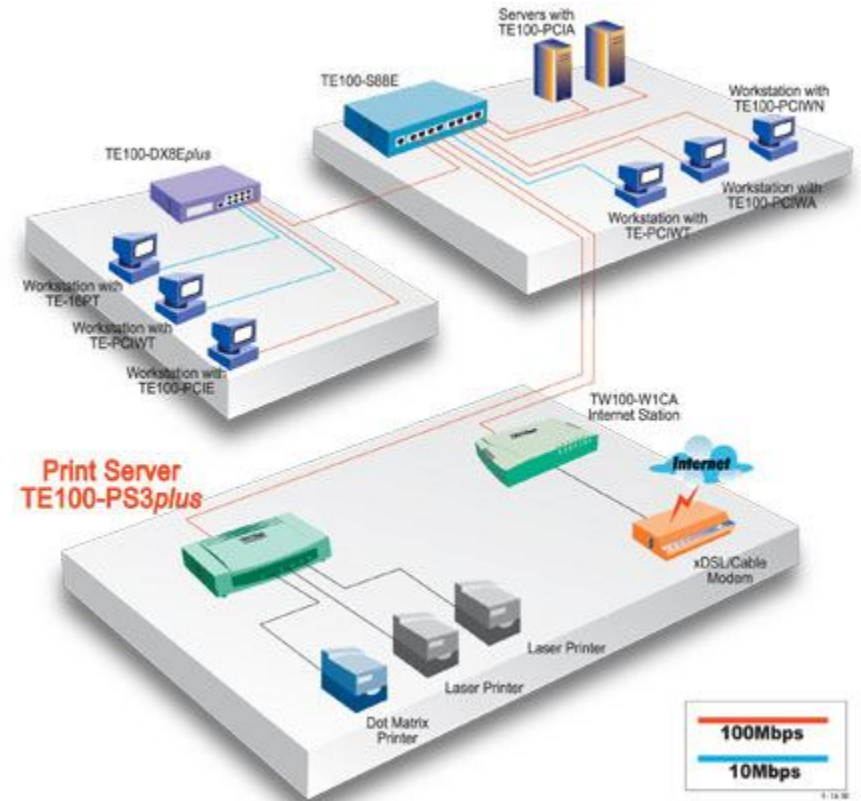 Servers with
TE100-PCIA
TE100-S88E
Workstation with
TE100-PCIWN
TE100-DX8Eplus
Workstation with
TE100-PCIWA
Workstation with
TE-PCIWT
Workstation with
TE-16PT
Workstation with
TE-PCIWT
Workstation with
TE100-PCIE
TW100-W1CA
Internet Station
Print Server
TE100-PS3plus
Internet
xDSL/Cable
Modem
Laser Printer
Laser Printer
Dot Matrix
Printer
100Mbps
10Mbps